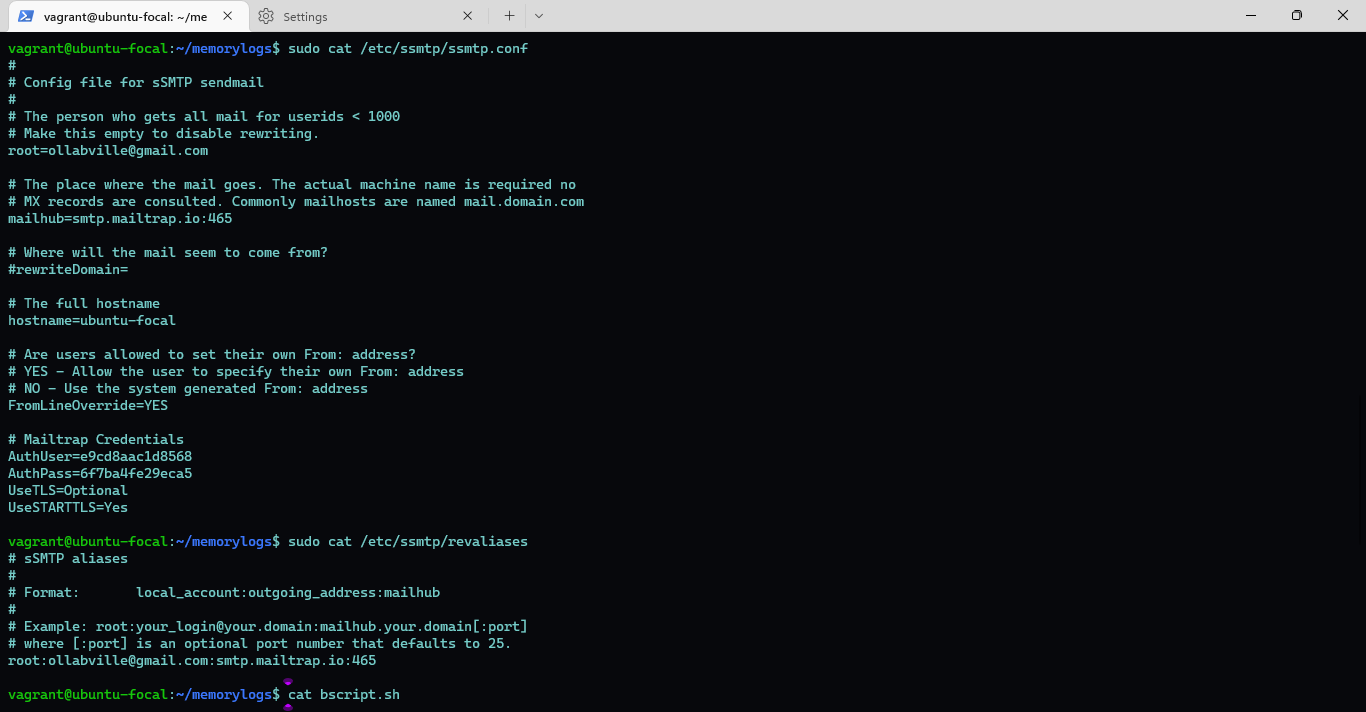 vagrant@ubuntu-focal: ~/me
Settings
vagrant@ubuntu-focal:~/memorylogs$ sudo cat /etc/ssmtp/ssmtp.conf
#
# Config file for sSMTP sendmail
#
# The person who gets all mail for userids < 1000
# Make this empty to disable rewriting.
root=ollabville@gmail.com
# The place where the mail goes. The actual machine name is required no
# MX records are consulted. Commonly mailhosts are named mail.domain.com
mailhub=smtp.mailtrap.io:465
# Where will the mail seem to come from?
#rewriteDomain=
# The full hostname
hostname=ubuntu-focal
# Are users allowed to set their own From: address?
# YES - Allow the user to specify their own From: address
# NO - Use the system generated From: address
FromLineOverride=YES
# Mailtrap Credentials
AuthUser=e9cd8aac1d8568
AuthPass=6f7ba4fe29eca5
UseTLS=Optional
UseSTARTTLS=Yes
vagrant@ubuntu-focal:~/memorylogs$ sudo cat /etc/ssmtp/revaliases
# sSMTP aliases
#
# Format:       local_account:outgoing_address:mailhub
#
# Example: root:your_login@your.domain:mailhub.your.domain[:port]
# where [:port] is an optional port number that defaults to 25.
root:ollabville@gmail.com:smtp.mailtrap.io:465
vagrant@ubuntu-focal:~/memorylogs$ cat bscript.sh